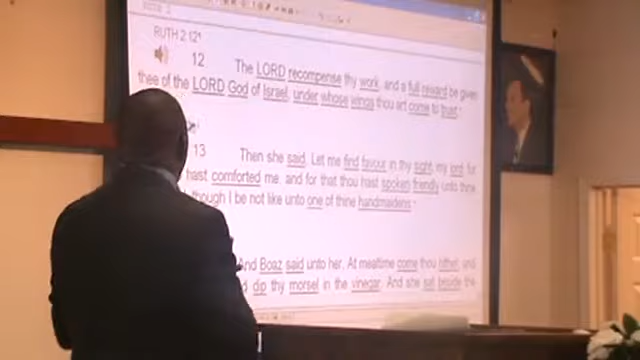 RUTH 2:12
12 The LORD recompense thy work, and a full reward be given
thee of the LORD God of Israel, under whose wings thou art come to trust.
13 Then she said, Let me find favour in thy sight, my lord for
hast comforted me, and for that thou hast spoken friendly unto thine
though I be not like unto one of thine handmaidens.
And Boaz said unto her, At mealtime come thou hither, and
dip thy morsel in the vinegar. And she sat beside the